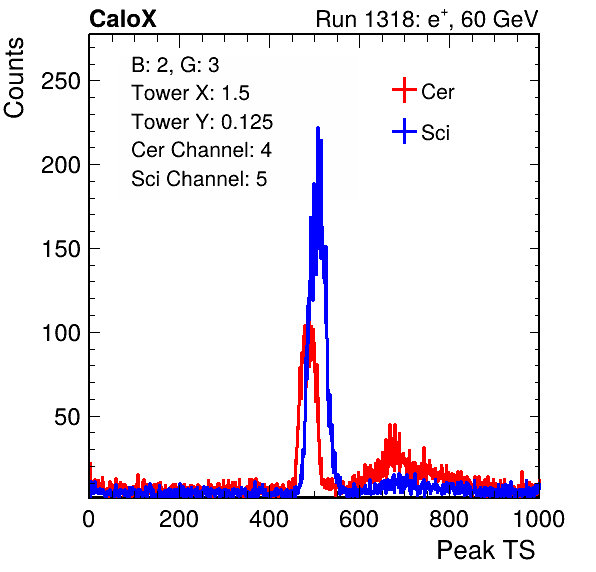 CaloX Run 1318: e⁺, 60 GeV
Counts
B: 2, G: 3
Tower X: 1.5
Tower Y: 0.125
Cer Channel: 4
Sci Channel: 5
Cer
Sci
250
200
150
100
50
0 200 400 600 800 1000
Peak TS